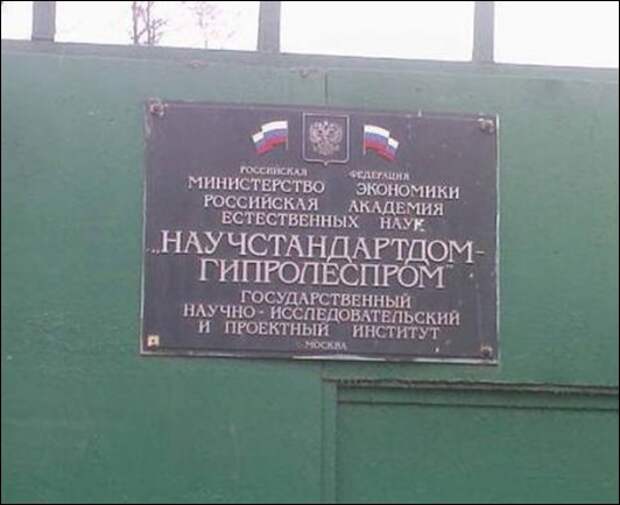 РОССИЙСКАЯ ФЕДЕРАЦИЯ
МИНИСТЕРСТВО ЭКОНОМИКИ
РОССИЙСКАЯ АКАДЕМИЯ
ЕСТЕСТВЕННЫХ НАУК
„НАУЧСТАНДАРТДОМ-
ГИПРОЛЕСПРОМ"
ГОСУДАРСТВЕННЫЙ
НАУЧНО-ИССЛЕДОВАТЕЛЬСКИЙ
И ПРОЕКТНЫЙ ИНСТИТУТ
Г. МОСКВА